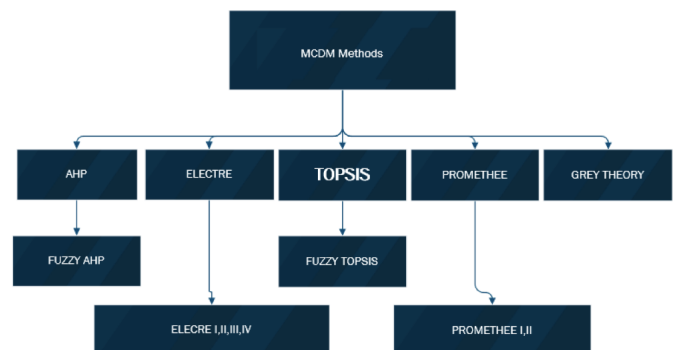 MCDM Methods
AHP
ELECTRE
TOPSIS
PROMETHEE
GREY THEORY
FUZZY AHP
FUZZY TOPSIS
ELECRE I,II,III,IV
PROMETHEE I,II